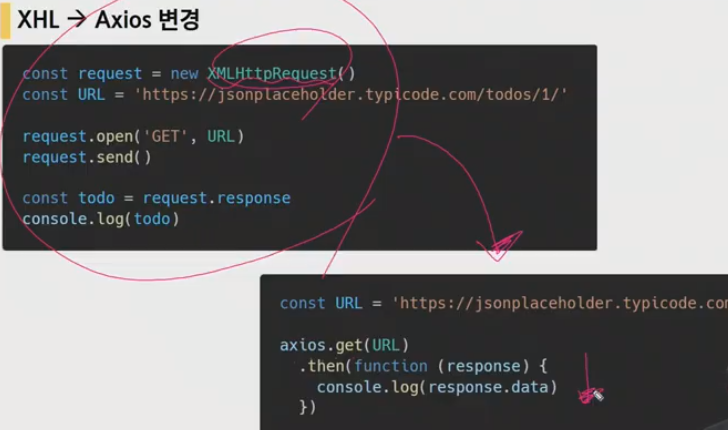 XHL → Axios 변경
const request = new XMLHttpRequest()
const URL = 'https://jsonplaceholder.typicode.com/todos/1/'
request.open('GET', URL)
request.send()
const todo = request.response
console.log(todo)
const URL = 'https://jsonplaceholder.typicode.com
axios.get(URL)
.then(function (response) {
console.log(response.data)
})